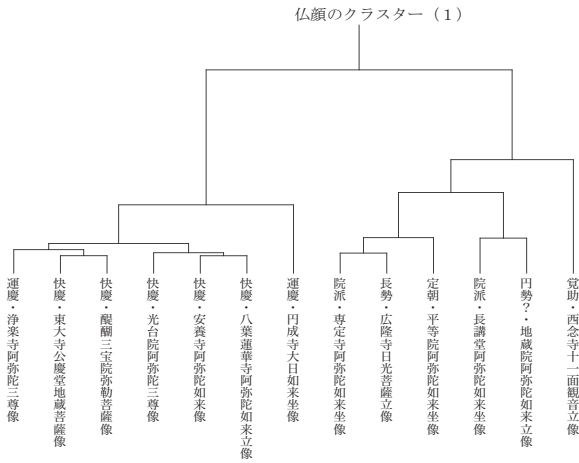 仏顔のクラスター（１）
運慶・浄楽寺阿弥陀三尊像
快慶・東大寺公慶堂地蔵菩薩像
快慶・醍醐三宝院弥勒菩薩像
快慶・光台院阿弥陀三尊像
快慶・安養寺阿弥陀如来像
快慶・八葉蓮華寺阿弥陀如来立像
運慶・円成寺大日如来坐像
院派・専定寺阿弥陀如来坐像
長勢・広隆寺日光菩薩立像
定朝・平等院阿弥陀如来坐像
院派・長講堂阿弥陀如来坐像
円勢？・地蔵院阿弥陀如来立像
覚助・西念寺十一面観音立像